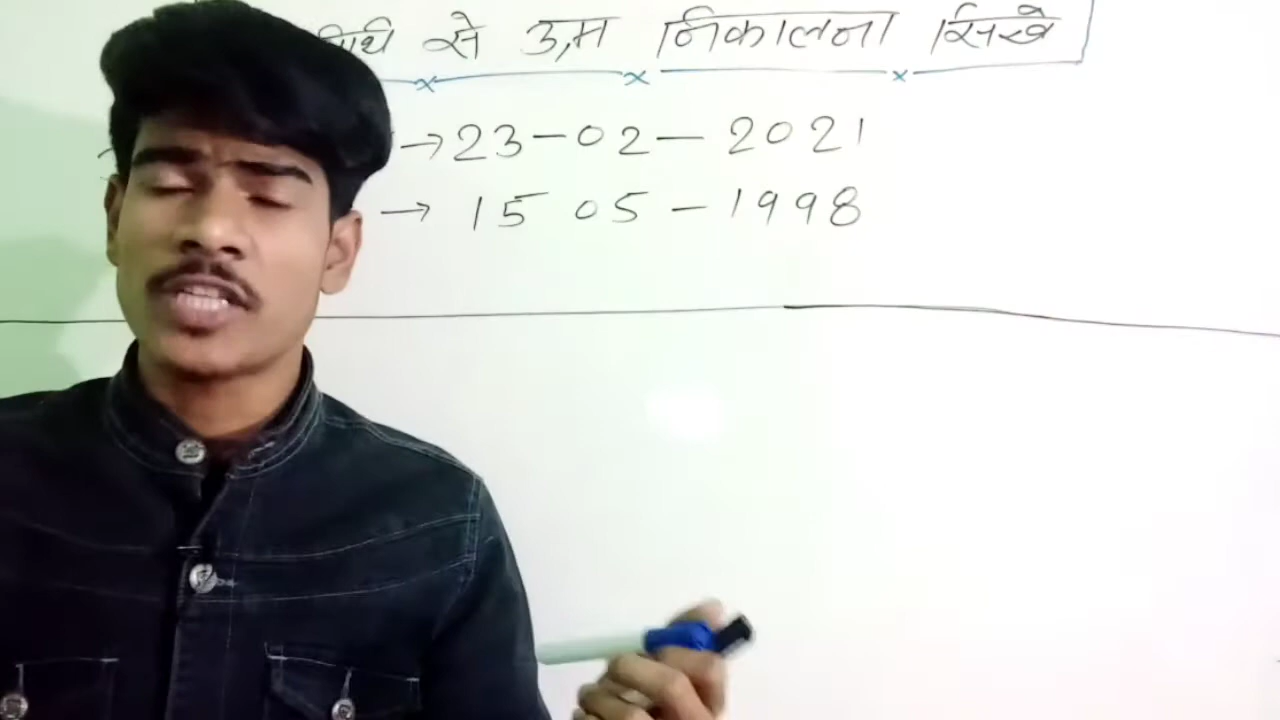 से उम्र निकालना सिखे
→ 23-02-2021
→ 15 05-1998